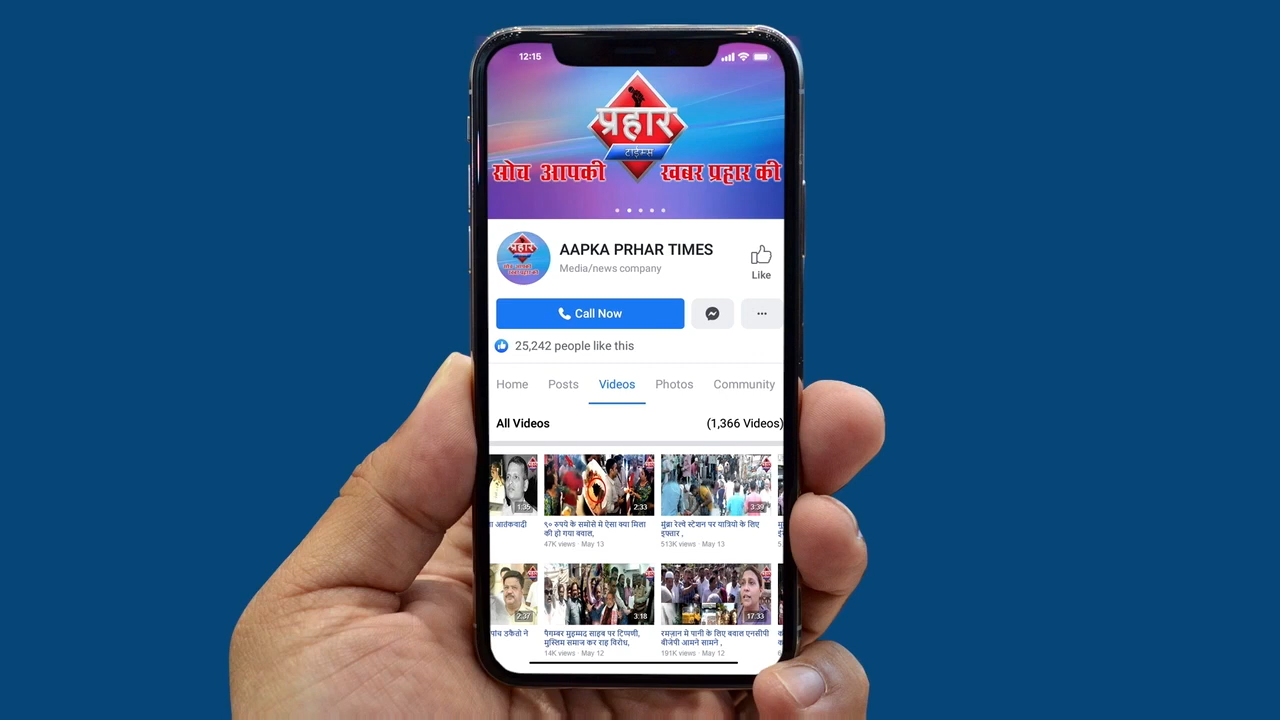 12:15
प्रहार
टाईम्स
सोच आपकी खबर प्रहार की
प्रहार
AAPKA PRHAR TIMES
Media/news company
Like
Call Now
25,242 people like this
Home Posts Videos Photos Community
All Videos (1,366 Videos)
1:35 2:33 3:39
आतंकवादी
९० रुपये के समोसे मे ऐसा क्या मिला
की हो गया बवाल,
47K views · May 13
मुंब्रा रेल्वे स्टेशन पर यात्रियो के लिए
इफ्तार ,
513K views · May 13
2:37 3:18 17:33
पांच डकैतो ने
पैगम्बर मुहम्मद साहब पर टिप्पणी,
मुस्लिम समाज कर राह विरोध,
14K views · May 12
रमज़ान मे पानी के लिए बवाल एनसीपी
बीजेपी आमने सामने ,
191K views · May 12